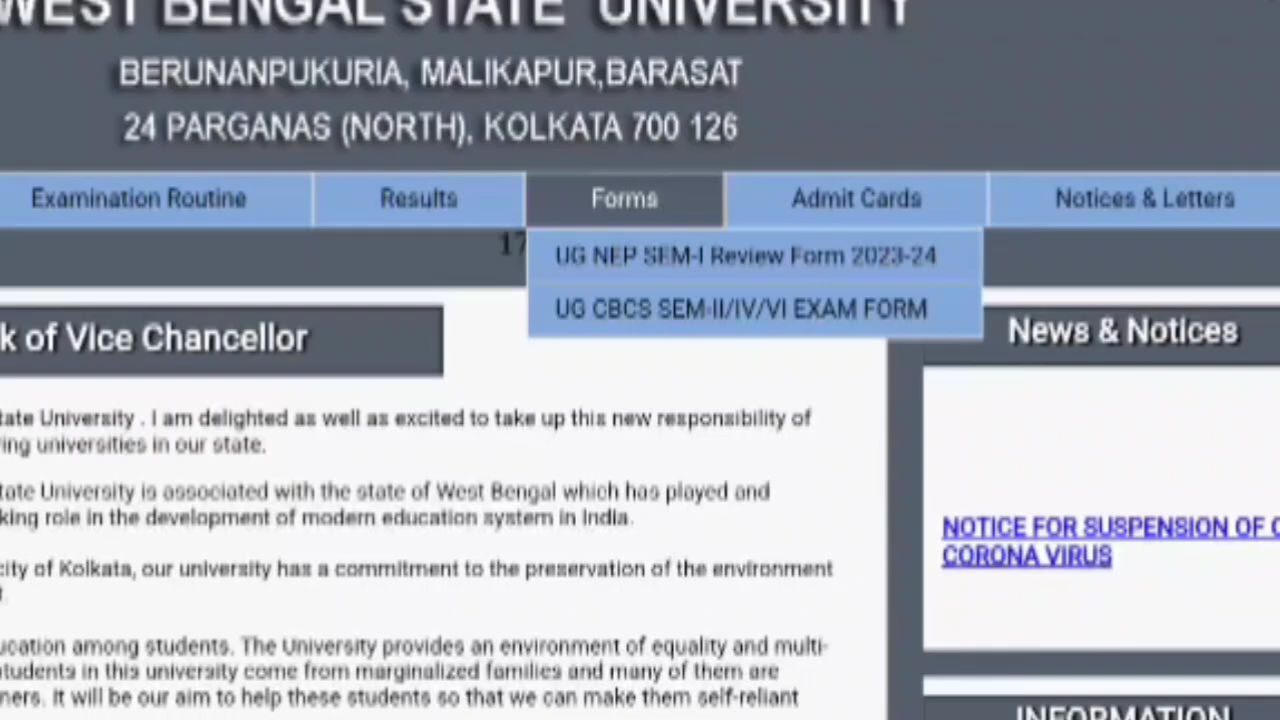 WEST BENGAL STATE UNIVERSITY
BERUNANPUKURIA, MALIKAPUR,BARASAT
24 PARGANAS (NORTH), KOLKATA 700 126
Examination Routine
Results
Forms
Admit Cards
Notices & Letters
17
UG NEP SEM-I Review Form 2023-24
UG CBCS SEM-II/IV/VI EXAM FORM
k of Vice Chancellor
News & Notices
tate University . I am delighted as well as excited to take up this new responsibility of
ring universities in our state.
tate University is associated with the state of West Bengal which has played and
king role in the development of modern education system in India.
city of Kolkata, our university has a commitment to the preservation of the environment
ucation among students. The University provides an environment of equality and multi-
students in this university come from marginalized families and many of them are
ners. It will be our aim to help these students so that we can make them self-reliant
NOTICE FOR SUSPENSION OF
CORONA VIRUS
INFORMATION